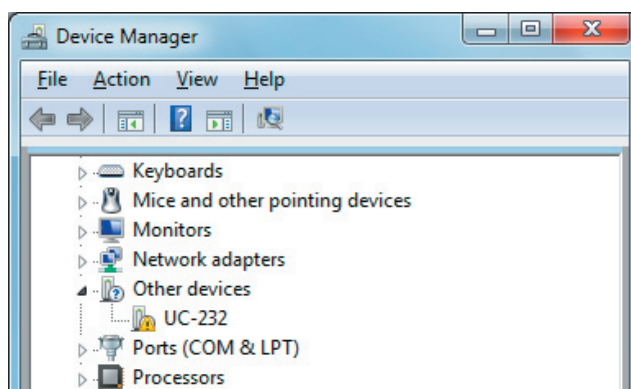 Device Manager
File Action View Help
Keyboards
Mice and other pointing devices
Monitors
Network adapters
Other devices
UC-232
Ports (COM & LPT)
Processors